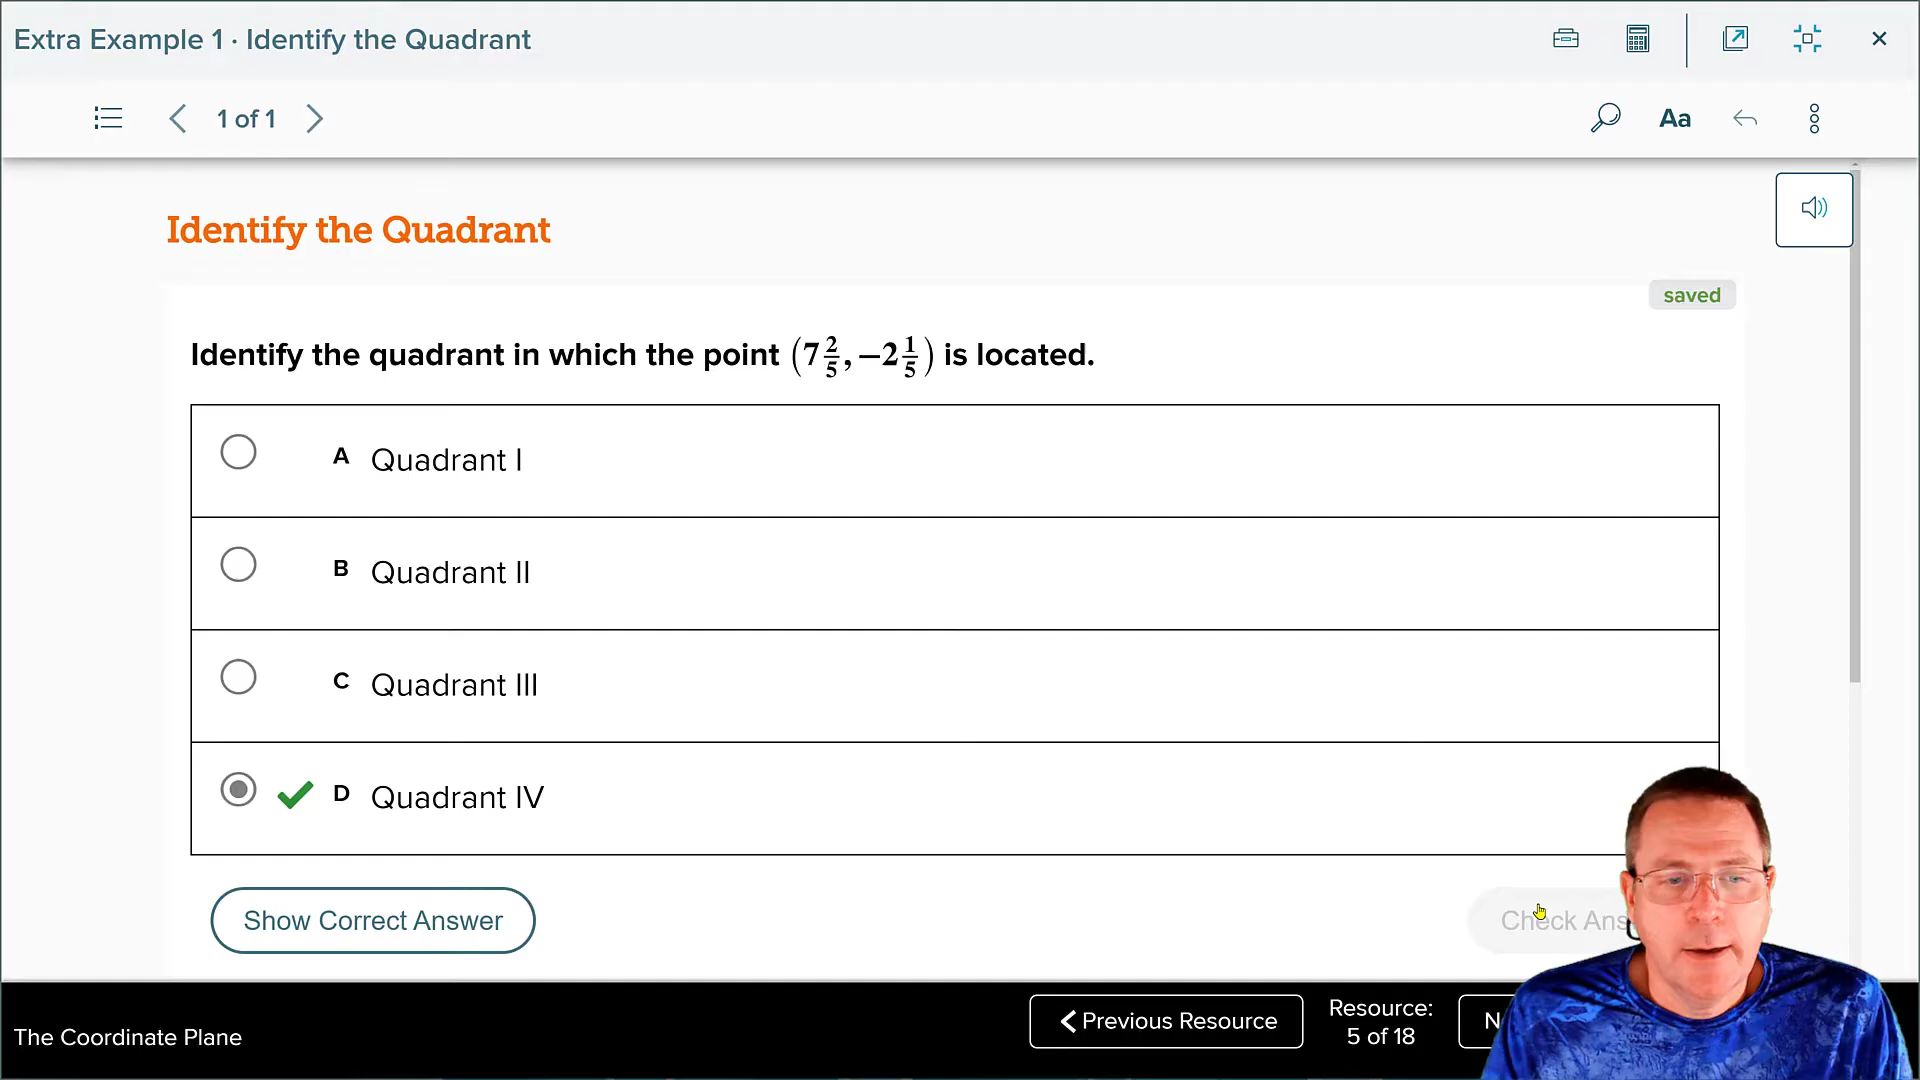 Extra Example 1 · Identify the Quadrant
1 of 1
Aa
Identify the Quadrant
saved
Identify the quadrant in which the point (7 2/5, −2 1/5) is located.
A Quadrant I
B Quadrant II
C Quadrant III
D Quadrant IV
Show Correct Answer
Check Ans
The Coordinate Plane
Previous Resource
Resource:
5 of 18
N